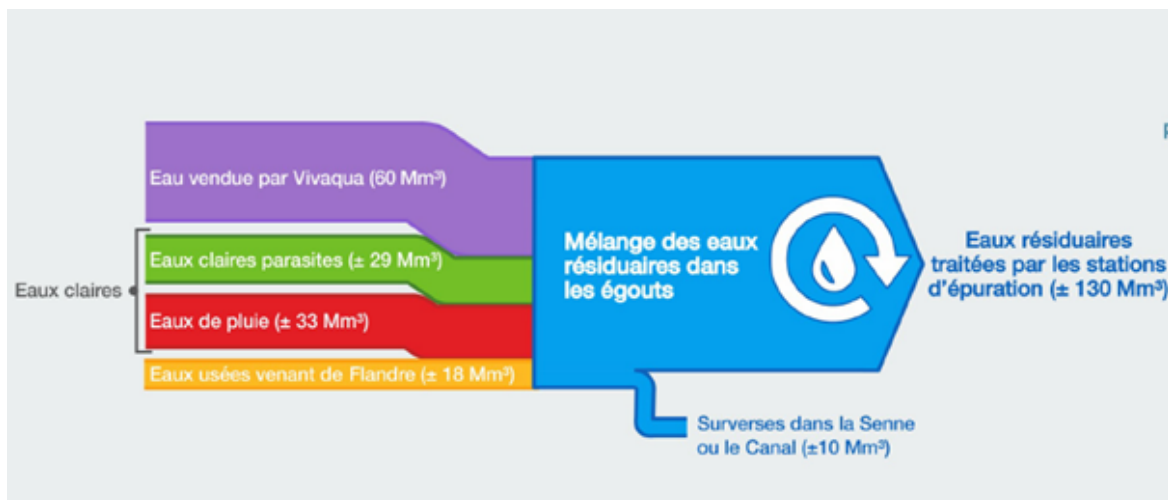 Eau vendue par Vivaqua (60 Mm³)
Eaux claires
Eaux claires parasites (± 29 Mm³)
Eaux de pluie (± 33 Mm³)
Eaux usées venant de Flandre (± 18 Mm³)
Mélange des eaux
résiduaires dans
les égouts
Eaux résiduaires
traitées par les stations
d'épuration (± 130 Mm³)
Surverses dans la Senne
ou le Canal (±10 Mm³)